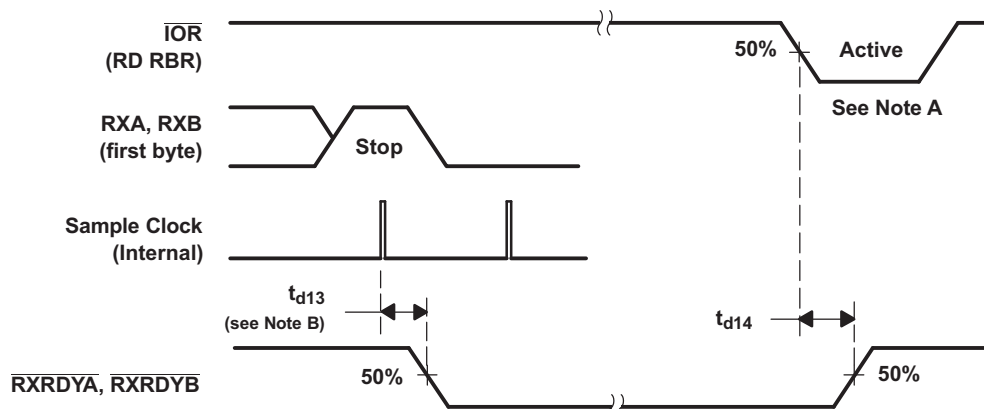 IOR
(RD RBR)
50%
Active
See Note A
RXA, RXB
(first byte)
Stop
Sample Clock
(Internal)
td13
(see Note B)
td14
RXRDYA, RXRDYB
50%
50%